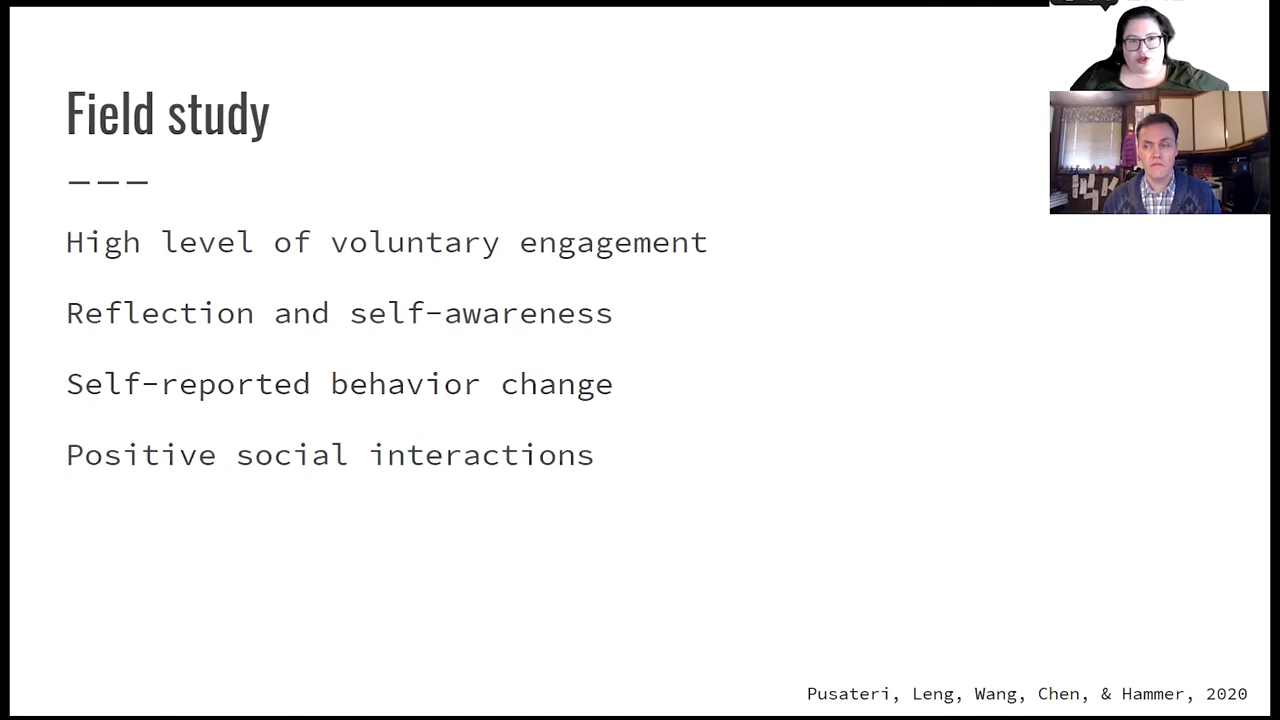 Field study
High level of voluntary engagement
Reflection and self-awareness
Self-reported behavior change
Positive social interactions
Pusateri, Leng, Wang, Chen, & Hammer, 2020